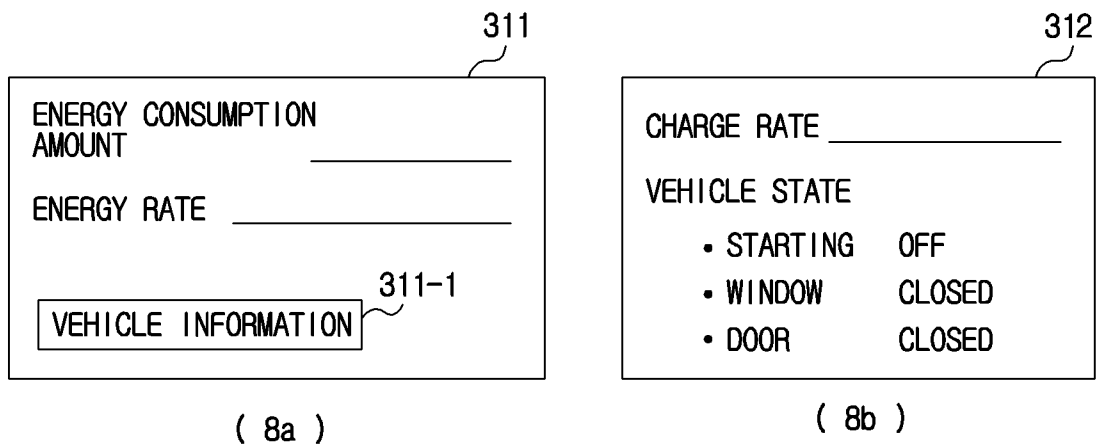 311
ENERGY CONSUMPTION
AMOUNT
ENERGY RATE
311-1
VEHICLE INFORMATION
( 8a )
312
CHARGE RATE
VEHICLE STATE
• STARTING OFF
• WINDOW CLOSED
• DOOR CLOSED
( 8b )